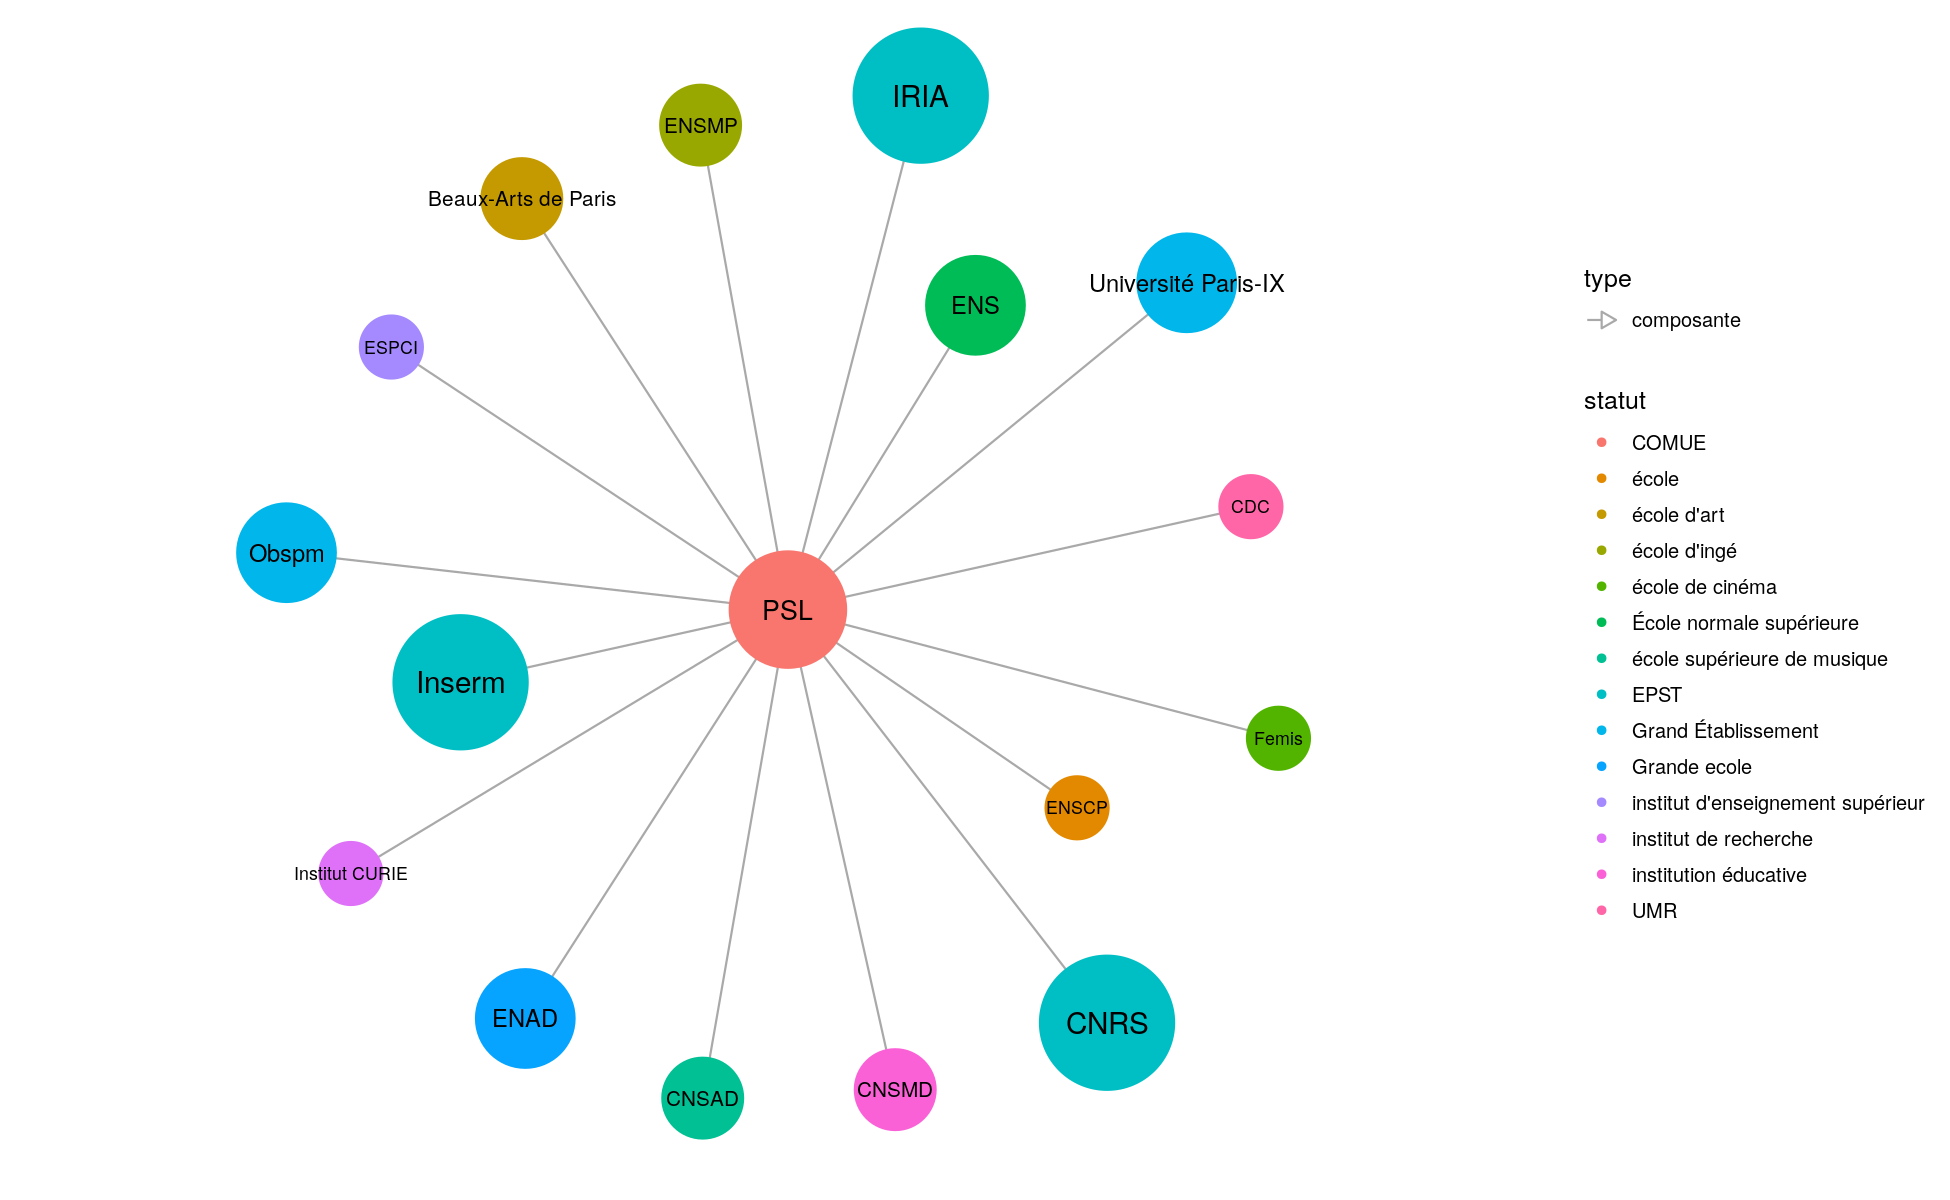 IRIA
ENSMP
Beaux-Arts de Paris
Université Paris-IX
ENS
ESPCI
CDC
Obspm
PSL
Inserm
Femis
ENSCP
Institut CURIE
ENAD
CNRS
CNSAD
CNSMD
type
composante
statut
COMUE
école
école d'art
école d'ingé
école de cinéma
École normale supérieure
école supérieure de musique
EPST
Grand Établissement
Grande ecole
institut d'enseignement supérieur
institut de recherche
institution éducative
UMR